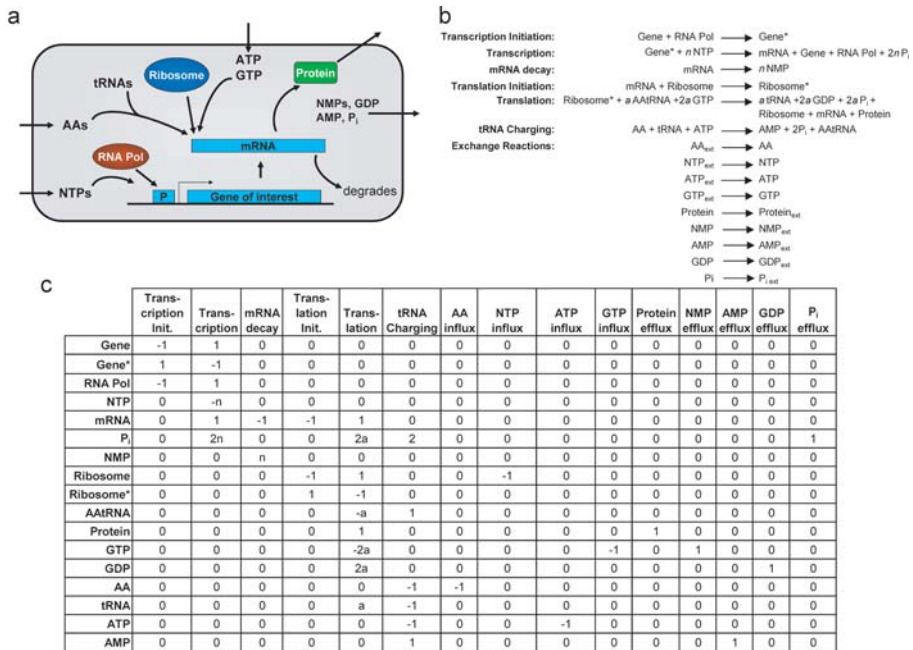 a
ATP
GTP
Protein
Ribosome
tRNAs
NMPs, GDP
AMP, Pi
AAs
mRNA
RNA Pol
NTPs
P
Gene of interest
degrades
b
Transcription Initiation: Gene + RNA Pol Gene*
Transcription: Gene* + n NTP mRNA + Gene + RNA Pol + 2n Pi
mRNA decay: mRNA n NMP
Translation Initiation: mRNA + Ribosome Ribosome*
Translation: Ribosome* + a AAtRNA +2a GTP a tRNA +2a GDP + 2a Pi +
Ribosome + mRNA + Protein
tRNA Charging: AA + tRNA + ATP AMP + 2Pi + AAtRNA
Exchange Reactions: AAext AA
NTPext NTP
ATPext ATP
GTPext GTP
Protein Proteinext
NMP NMPext
AMP AMPext
GDP GDPext
Pi Pi ext
c
Trans- Trans- Pi
cription Trans- mRNA lation Trans- tRNA AA NTP ATP GTP Protein NMP AMP GDP
Init. cription decay Init. lation Charging influx influx influx influx efflux efflux efflux efflux efflux
Gene -1 1 0 0 0 0 0 0 0 0 0 0 0 0 0
Gene* 1 -1 0 0 0 0 0 0 0 0 0 0 0 0 0
RNA Pol -1 1 0 0 0 0 0 0 0 0 0 0 0 0 0
NTP 0 -n 0 0 0 0 0 0 0 0 0 0 0 0 0
mRNA 0 1 -1 -1 1 0 0 0 0 0 0 0 0 0 0
Pi 0 2n 0 0 2a 2 0 0 0 0 0 0 0 0 1
NMP 0 0 n 0 0 0 0 0 0 0 0 0 0 0 0
Ribosome 0 0 0 -1 1 0 0 -1 0 0 0 0 0 0 0
Ribosome* 0 0 0 1 -1 0 0 0 0 0 0 0 0 0 0
AAtRNA 0 0 0 0 -a 1 0 0 0 0 0 0 0 0 0
Protein 0 0 0 0 1 0 0 0 0 0 1 0 0 0 0
GTP 0 0 0 0 -2a 0 0 0 0 -1 0 1 0 0 0
GDP 0 0 0 0 2a 0 0 0 0 0 0 0 0 1 0
AA 0 0 0 0 0 -1 -1 0 0 0 0 0 0 0 0
tRNA 0 0 0 0 a -1 0 0 0 0 0 0 0 0 0
ATP 0 0 0 0 0 -1 0 0 -1 0 0 0 0 0 0
AMP 0 0 0 0 0 1 0 0 0 0 0 0 1 0 0